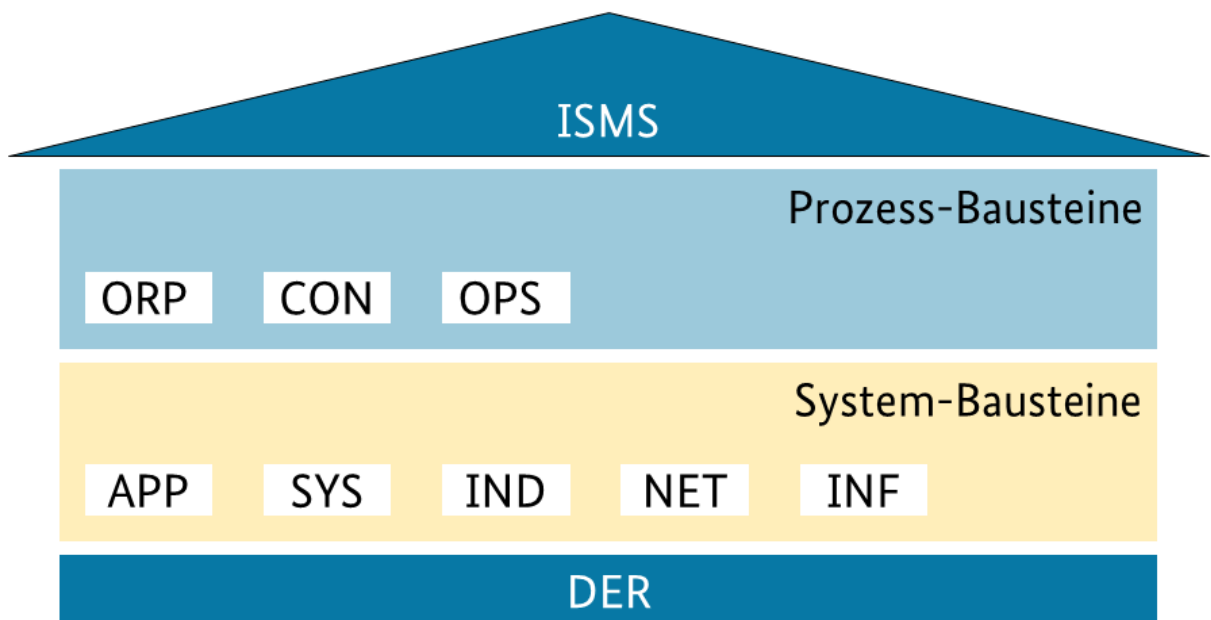 ISMS
Prozess-Bausteine
ORP CON OPS
System-Bausteine
APP SYS IND NET INF
DER